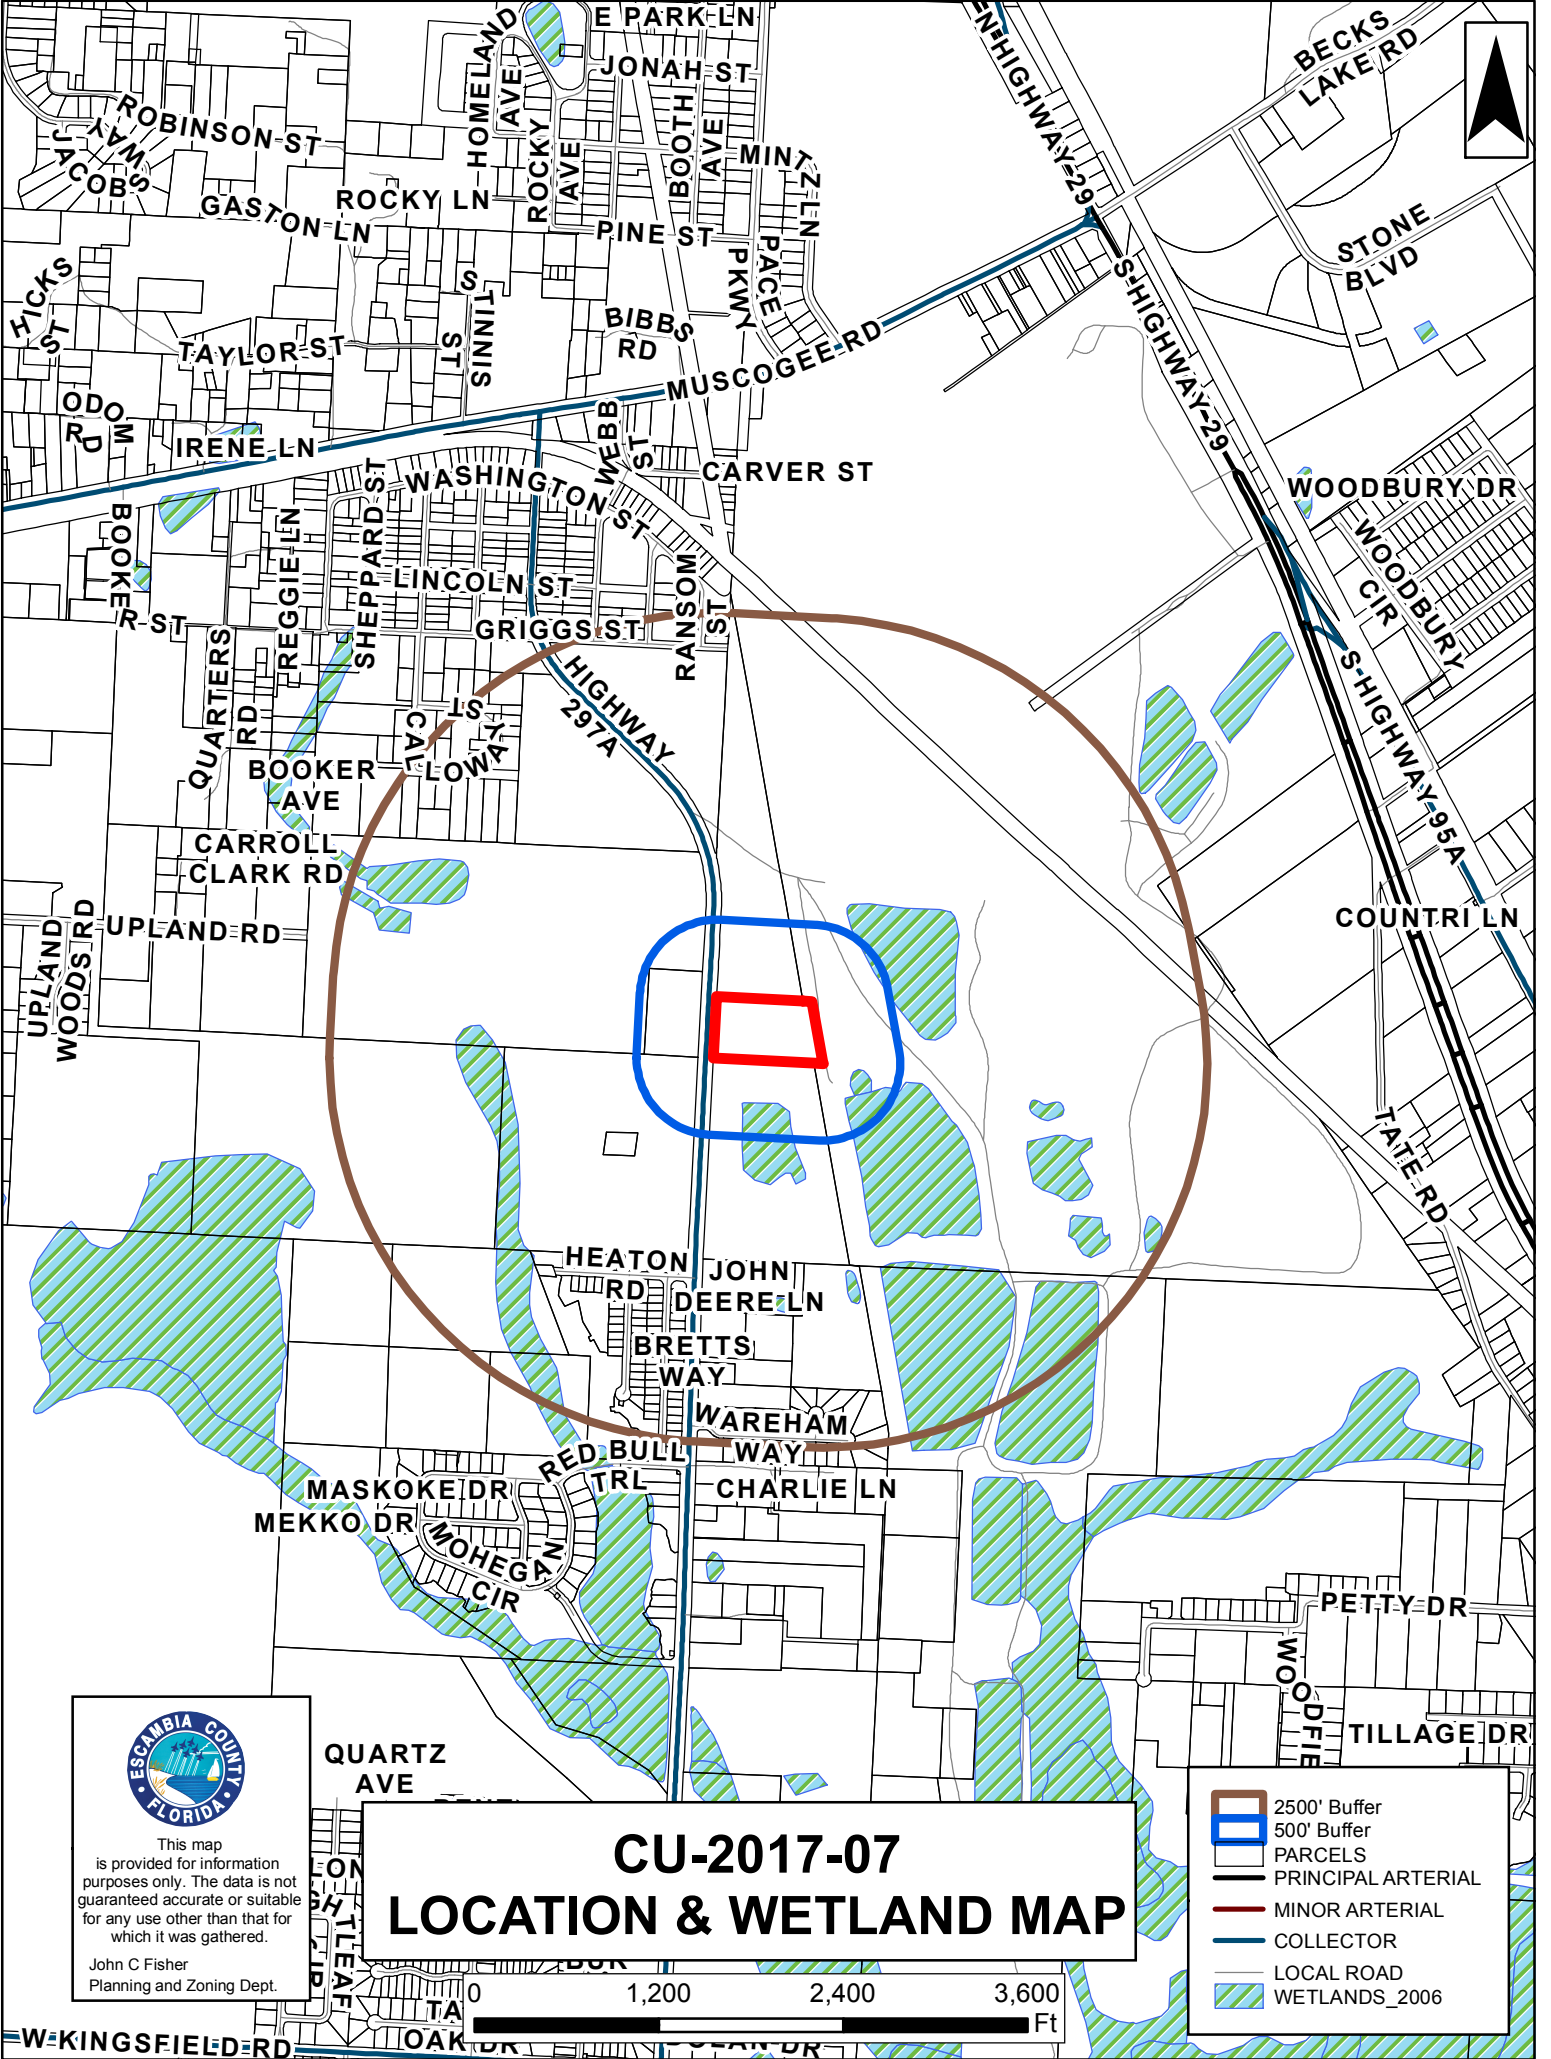 E PARK LN
JONAH ST
HOMELAND
AVE
ROCKY
AVE
BOOTH
AVE
N HIGHWAY 29
BECKS
LAKE RD
ROBINSON ST
JACOBS
WAY
ROCKY LN
GASTON LN
MINTZ LN
PINE ST
PACE
PKWY
STONE
BLVD
HICKS
ST
STINNIS
ST
BIBBS
RD
TAYLOR ST
MUSCOGEE RD
S HIGHWAY 29
ODOM
RD
IRENE LN
WEBB
ST
CARVER ST
WASHINGTON ST
WOODBURY DR
WOODBURY
CIR
BOOKER ST
REGGIE LN
SHEPPARD ST
LINCOLN ST
GRIGGS ST
RANSOM
ST
QUARTERS
RD
HIGHWAY
297A
CALLOWAY
ST
S HIGHWAY 95A
BOOKER
AVE
CARROLL
CLARK RD
UPLAND RD
UPLAND
WOODS RD
COUNTRI LN
TATE RD
HEATON
RD
JOHN
DEERE LN
BRETTS
WAY
WAREHAM
WAY
RED BULL
TRL
CHARLIE LN
MASKOKE DR
MEKKO DR
MOHEGAN
CIR
PETTY DR
WOODFIE
TILLAGE DR
QUARTZ
AVE
ESCAMBIA COUNTY
FLORIDA
This map
is provided for information
purposes only. The data is not
guaranteed accurate or suitable
for any use other than that for
which it was gathered.
John C Fisher
Planning and Zoning Dept.
CU-2017-07
LOCATION & WETLAND MAP
2500' Buffer
500' Buffer
PARCELS
PRINCIPAL ARTERIAL
MINOR ARTERIAL
COLLECTOR
LOCAL ROAD
WETLANDS_2006
0 1,200 2,400 3,600
Ft
W KINGSFIELD RD
OAK DR